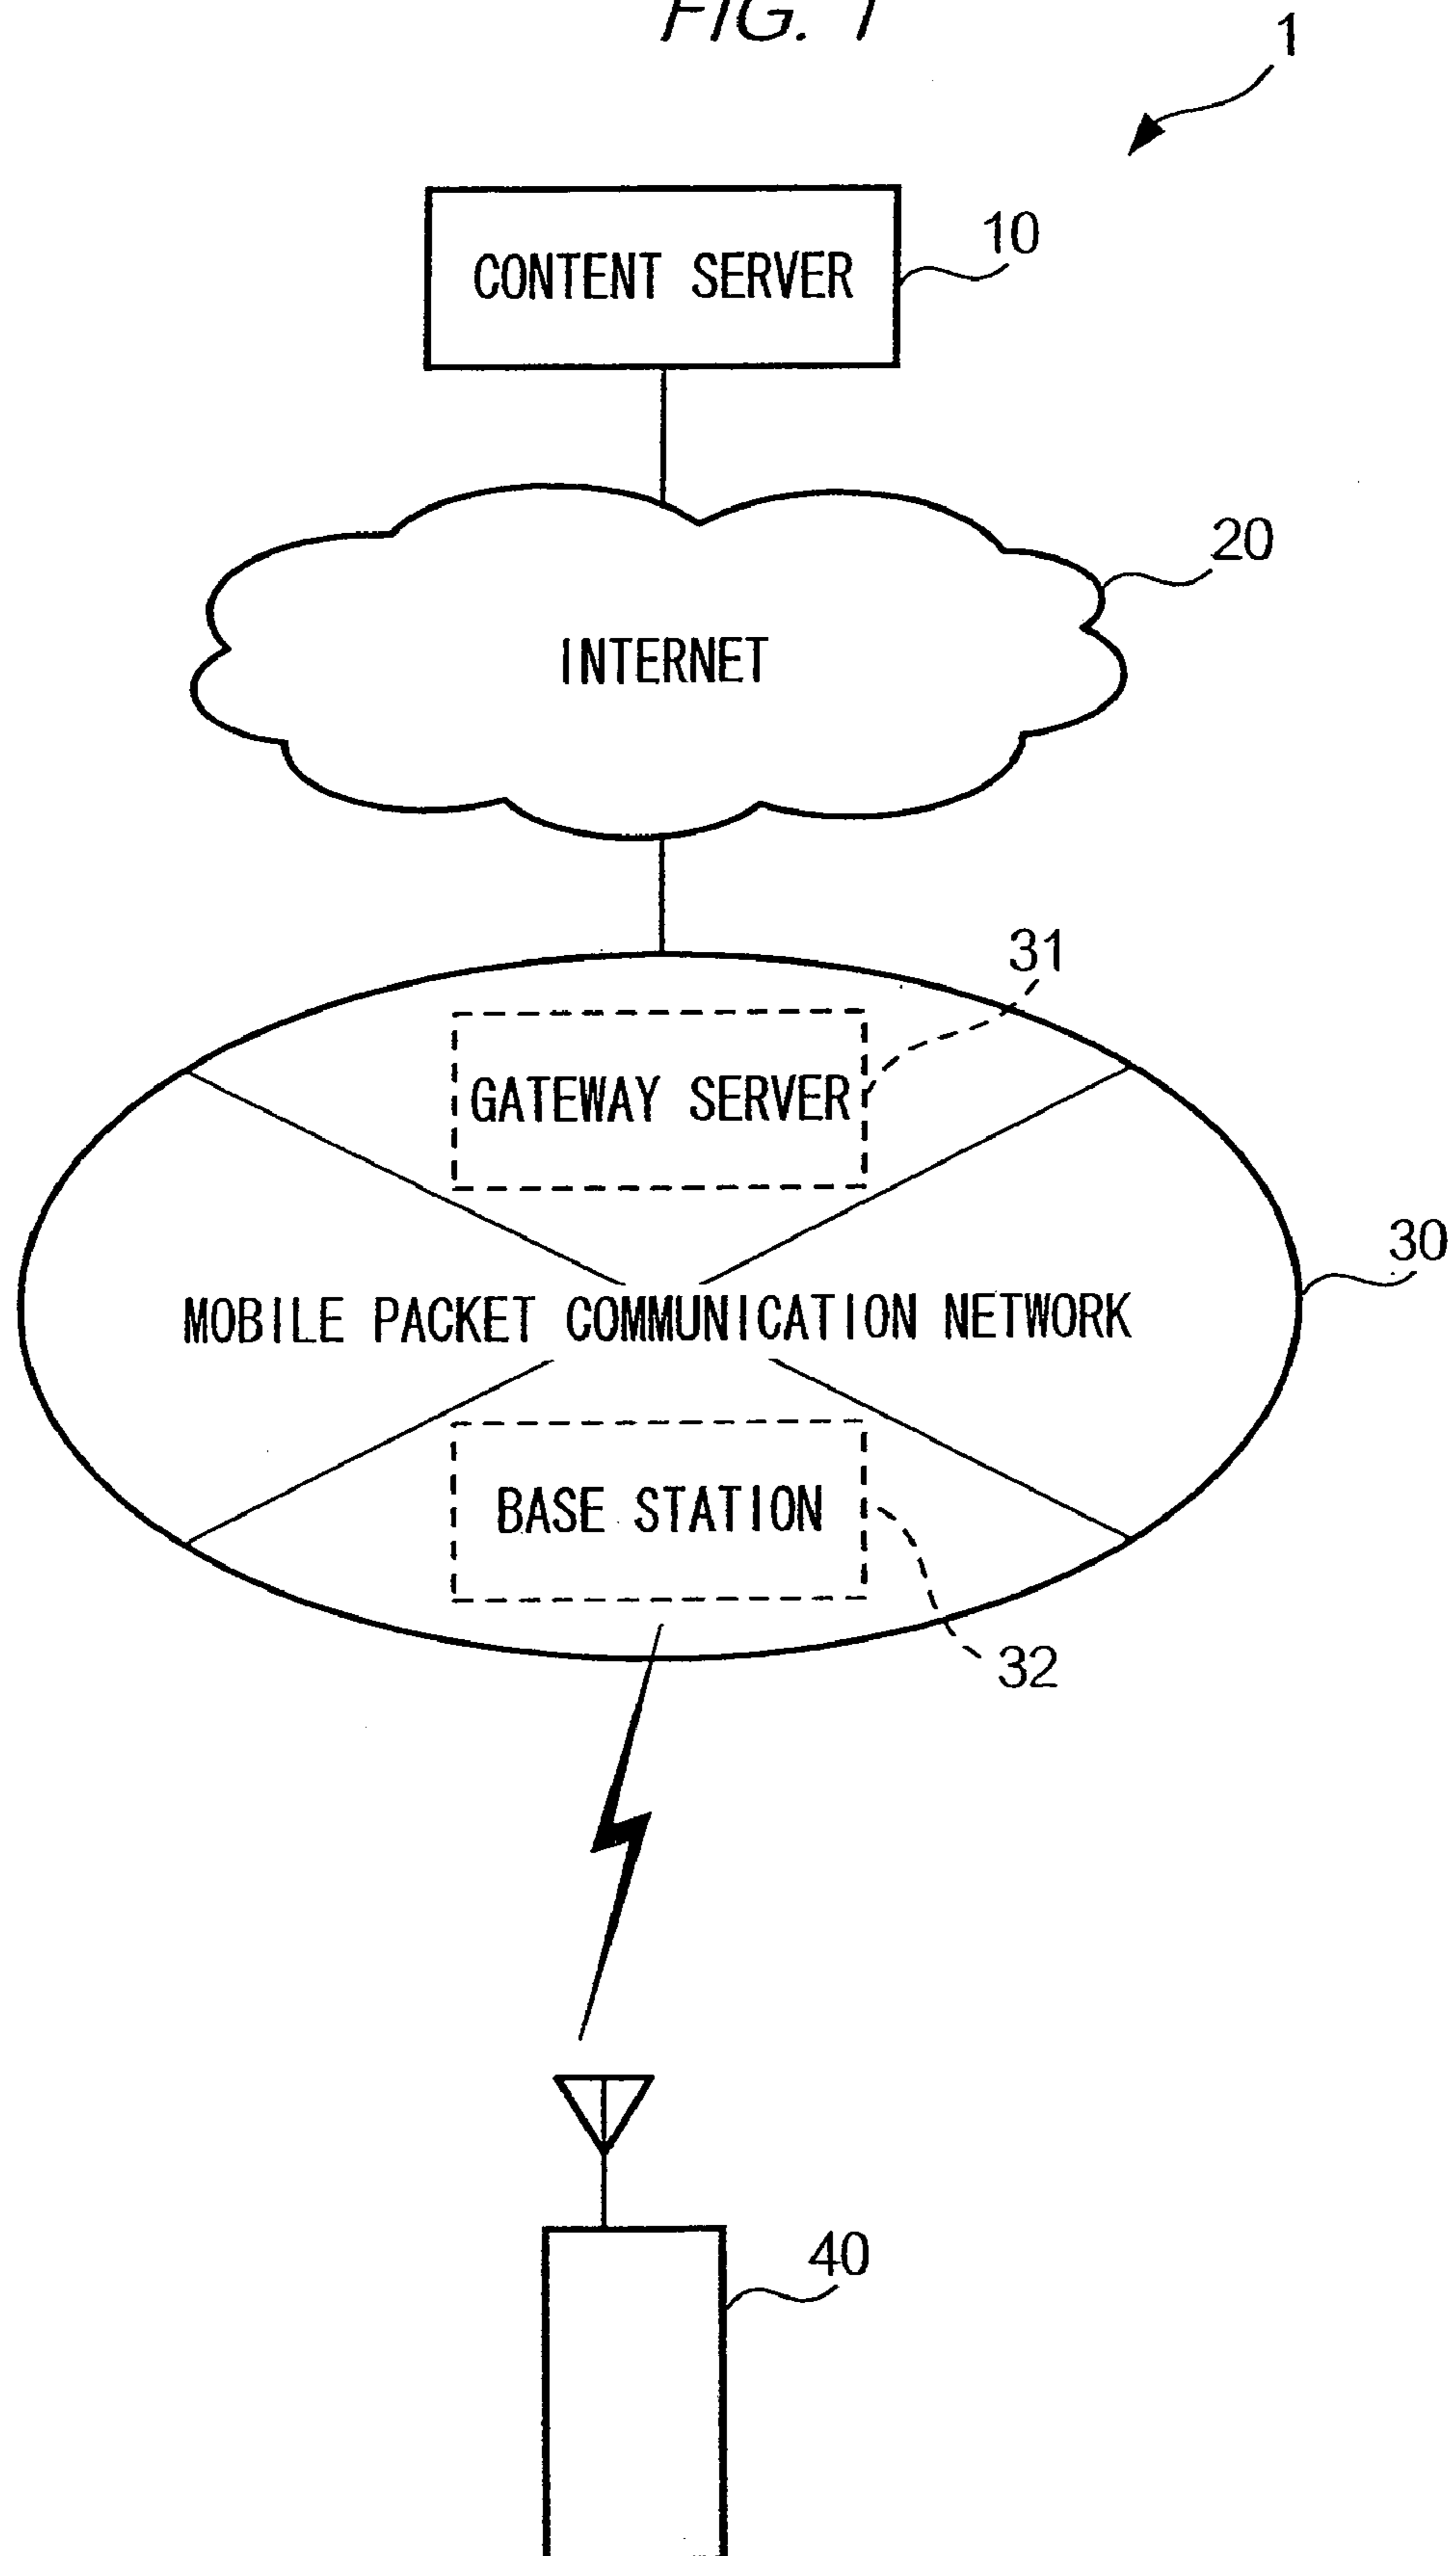 FIG. 1
1
CONTENT SERVER
10
20
INTERNET
31
GATEWAY SERVER
30
MOBILE PACKET COMMUNICATION NETWORK
BASE STATION
32
40